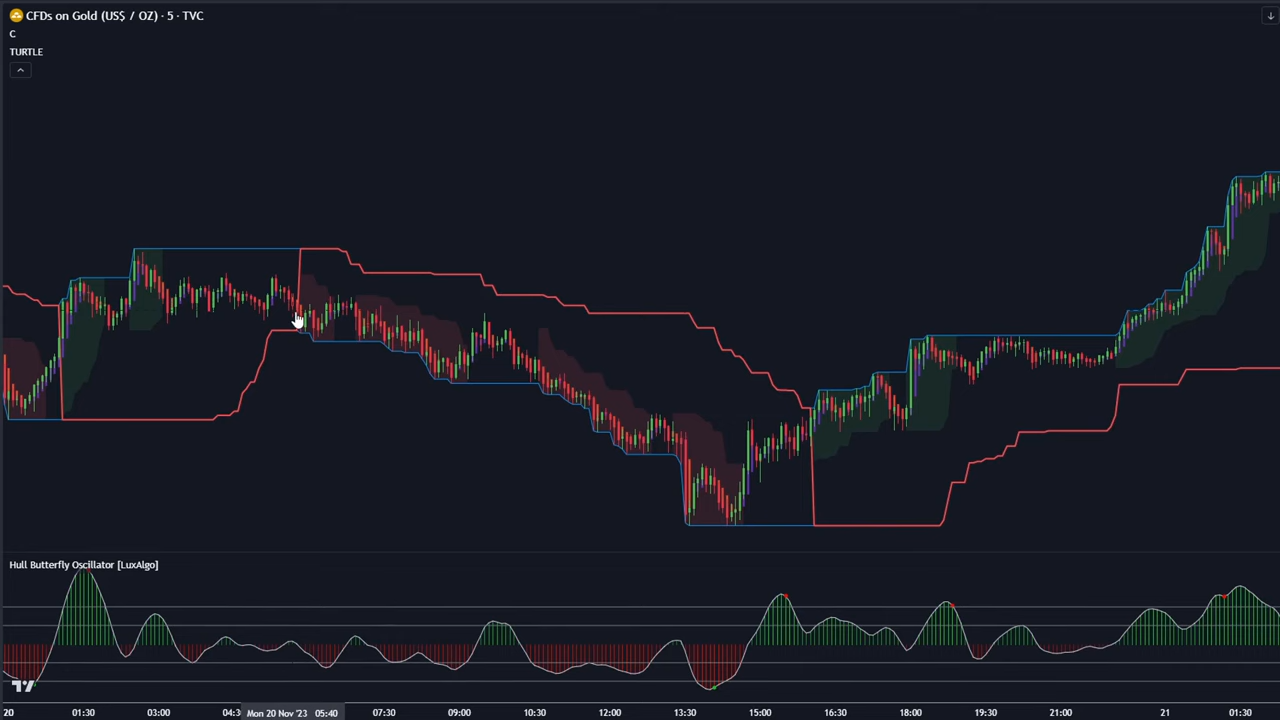 CFDs on Gold (US$ / OZ) · 5 · TVC
C
TURTLE
Hull Butterfly Oscillator [LuxAlgo]
20 01:30 03:00 04:3 Mon 20 Nov '23 05:40 07:30 09:00 10:30 12:00 13:30 15:00 16:30 18:00 19:30 21:00 21 01:30